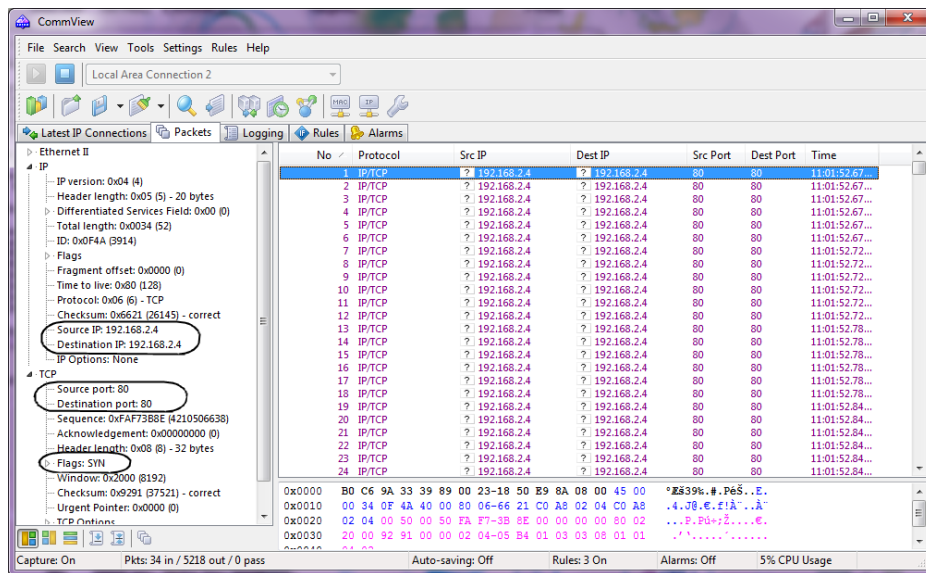 CommView
File Search View Tools Settings Rules Help
Local Area Connection 2
MAC IP
Latest IP Connections Packets Logging IP Rules Alarms
Ethernet II
IP
IP version: 0x04 (4)
Header length: 0x05 (5) - 20 bytes
Differentiated Services Field: 0x00 (0)
Total length: 0x0034 (52)
ID: 0x0F4A (3914)
Flags
Fragment offset: 0x0000 (0)
Time to live: 0x80 (128)
Protocol: 0x06 (6) - TCP
Checksum: 0x6621 (26145) - correct
Source IP: 192.168.2.4
Destination IP: 192.168.2.4
IP Options: None
TCP
Source port: 80
Destination port: 80
Sequence: 0xFAF73B8E (4210506638)
Acknowledgement: 0x00000000 (0)
Header length: 0x08 (8) - 32 bytes
Flags: SYN
Window: 0x2000 (8192)
Checksum: 0x9291 (37521) - correct
Urgent Pointer: 0x0000 (0)
TCP Options
No Protocol Src IP Dest IP Src Port Dest Port Time
1 IP/TCP ? 192.168.2.4 ? 192.168.2.4 80 80 11:01:52.67...
2 IP/TCP ? 192.168.2.4 ? 192.168.2.4 80 80 11:01:52.67...
3 IP/TCP ? 192.168.2.4 ? 192.168.2.4 80 80 11:01:52.67...
4 IP/TCP ? 192.168.2.4 ? 192.168.2.4 80 80 11:01:52.67...
5 IP/TCP ? 192.168.2.4 ? 192.168.2.4 80 80 11:01:52.67...
6 IP/TCP ? 192.168.2.4 ? 192.168.2.4 80 80 11:01:52.67...
7 IP/TCP ? 192.168.2.4 ? 192.168.2.4 80 80 11:01:52.72...
8 IP/TCP ? 192.168.2.4 ? 192.168.2.4 80 80 11:01:52.72...
9 IP/TCP ? 192.168.2.4 ? 192.168.2.4 80 80 11:01:52.72...
10 IP/TCP ? 192.168.2.4 ? 192.168.2.4 80 80 11:01:52.72...
11 IP/TCP ? 192.168.2.4 ? 192.168.2.4 80 80 11:01:52.72...
12 IP/TCP ? 192.168.2.4 ? 192.168.2.4 80 80 11:01:52.72...
13 IP/TCP ? 192.168.2.4 ? 192.168.2.4 80 80 11:01:52.78...
14 IP/TCP ? 192.168.2.4 ? 192.168.2.4 80 80 11:01:52.78...
15 IP/TCP ? 192.168.2.4 ? 192.168.2.4 80 80 11:01:52.78...
16 IP/TCP ? 192.168.2.4 ? 192.168.2.4 80 80 11:01:52.78...
17 IP/TCP ? 192.168.2.4 ? 192.168.2.4 80 80 11:01:52.78...
18 IP/TCP ? 192.168.2.4 ? 192.168.2.4 80 80 11:01:52.78...
19 IP/TCP ? 192.168.2.4 ? 192.168.2.4 80 80 11:01:52.84...
20 IP/TCP ? 192.168.2.4 ? 192.168.2.4 80 80 11:01:52.84...
21 IP/TCP ? 192.168.2.4 ? 192.168.2.4 80 80 11:01:52.84...
22 IP/TCP ? 192.168.2.4 ? 192.168.2.4 80 80 11:01:52.84...
23 IP/TCP ? 192.168.2.4 ? 192.168.2.4 80 80 11:01:52.84...
24 IP/TCP ? 192.168.2.4 ? 192.168.2.4 80 80 11:01:52.84...
0x0000 B0 C6 9A 33 39 89 00 23-18 50 E9 8A 08 00 45 00 °Æš39‰.#.PéŠ..E.
0x0010 00 34 0F 4A 40 00 80 06-66 21 C0 A8 02 04 C0 A8 .4.J@.€.f!À¨..À¨
0x0020 02 04 00 50 00 50 FA F7-3B 8E 00 00 00 00 80 02 ...P.Pú÷;Ž....€.
0x0030 20 00 92 91 00 00 02 04-05 B4 01 03 03 08 01 01 .’‘.....´......
Capture: On Pkts: 34 in / 5218 out / 0 pass Auto-saving: Off Rules: 3 On Alarms: Off 5% CPU Usage